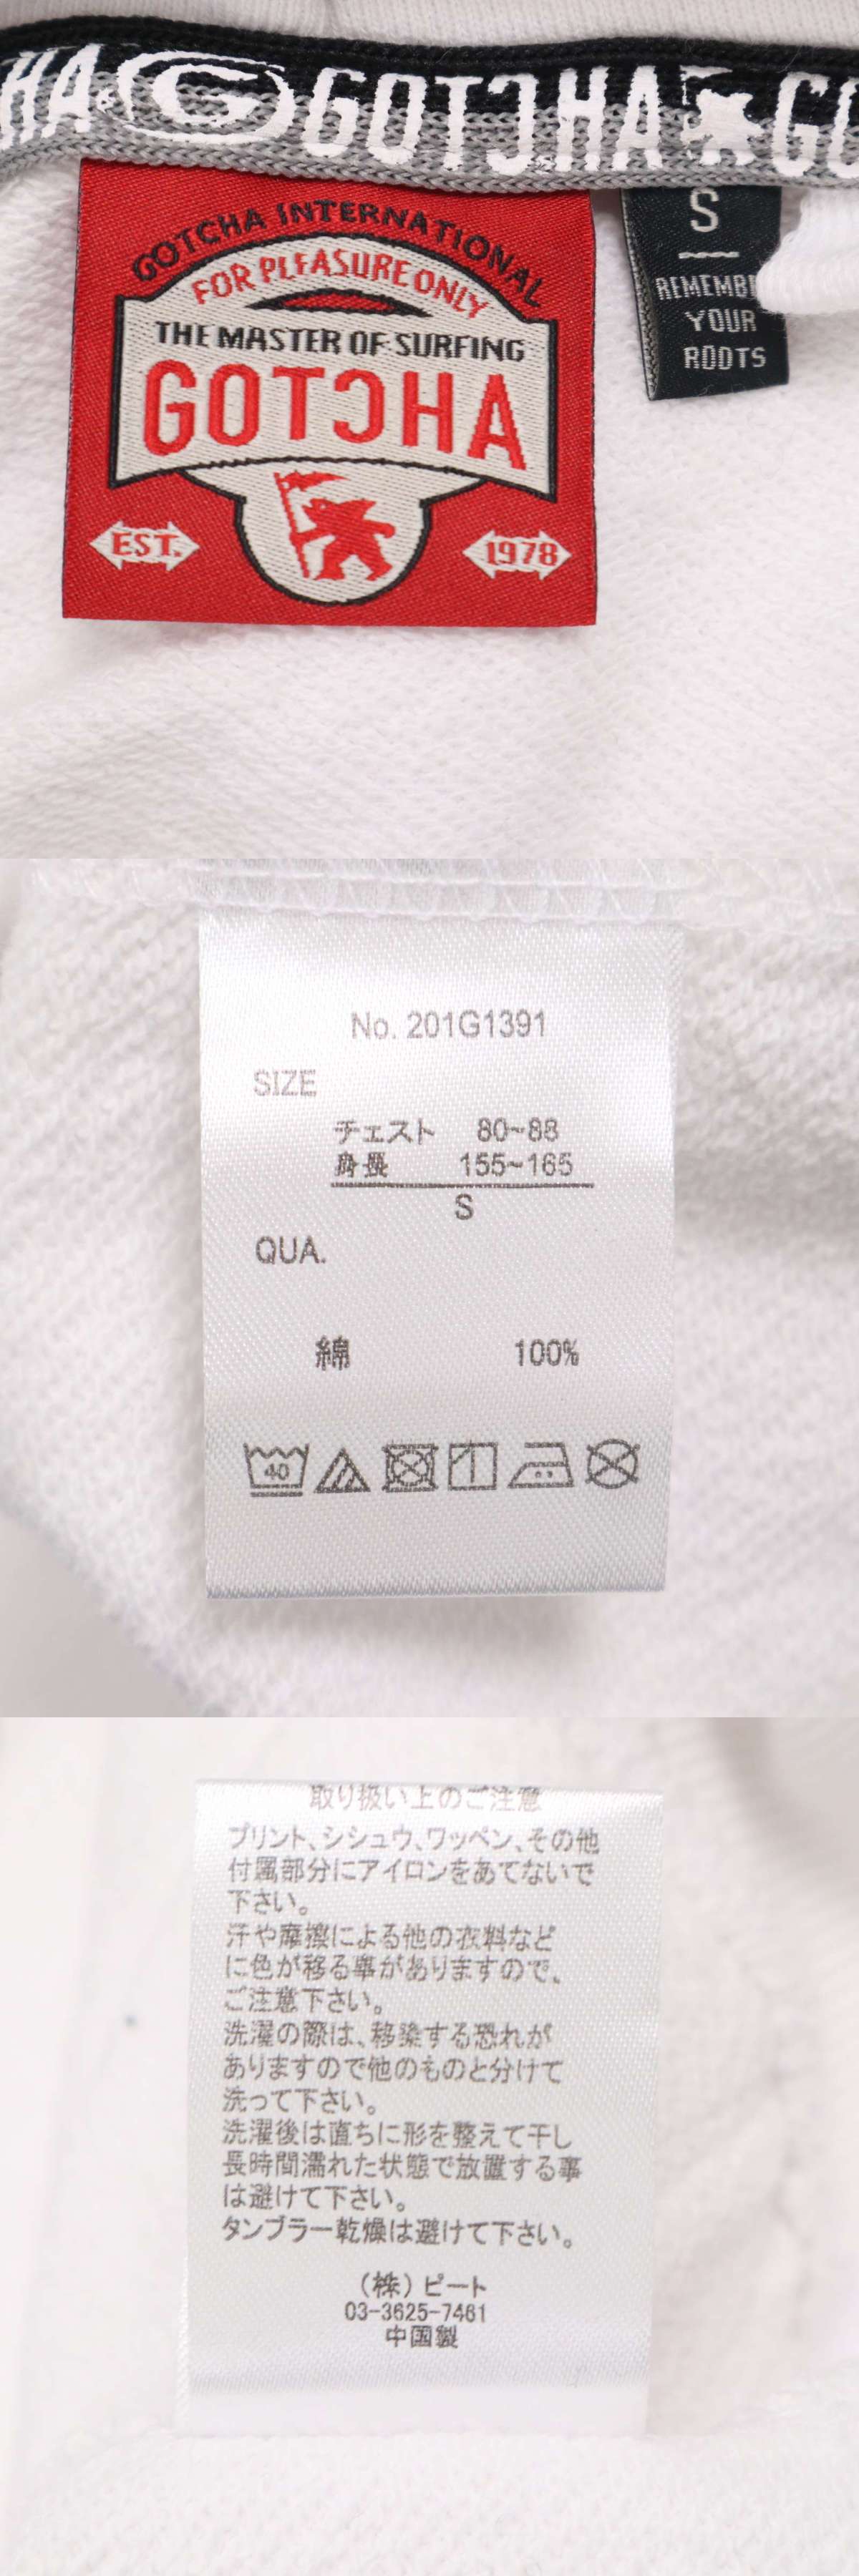 HA G GOTCHA GO
GOTCHA INTERNATIONAL
FOR PLEASURE ONLY
THE MASTER OF SURFING
GOTCHA
EST. 1978
S
REMEMBE
YOUR
ROOTS
No. 201G1391
SIZE
チェスト 80~88
身長 155~165
S
QUA.
綿 100%
40
取り扱い上のご注意
プリント、シシュウ、ワッペン、その他
付属部分にアイロンをあてないで
下さい。
汗や摩擦による他の衣料など
に色が移る事がありますので、
ご注意下さい。
洗濯の際は、移染する恐れが
ありますので他のものと分けて
洗って下さい。
洗濯後は直ちに形を整えて干し
長時間濡れた状態で放置する事
は避けて下さい。
タンブラー乾燥は避けて下さい。
（株）ピート
03-3625-7461
中国製